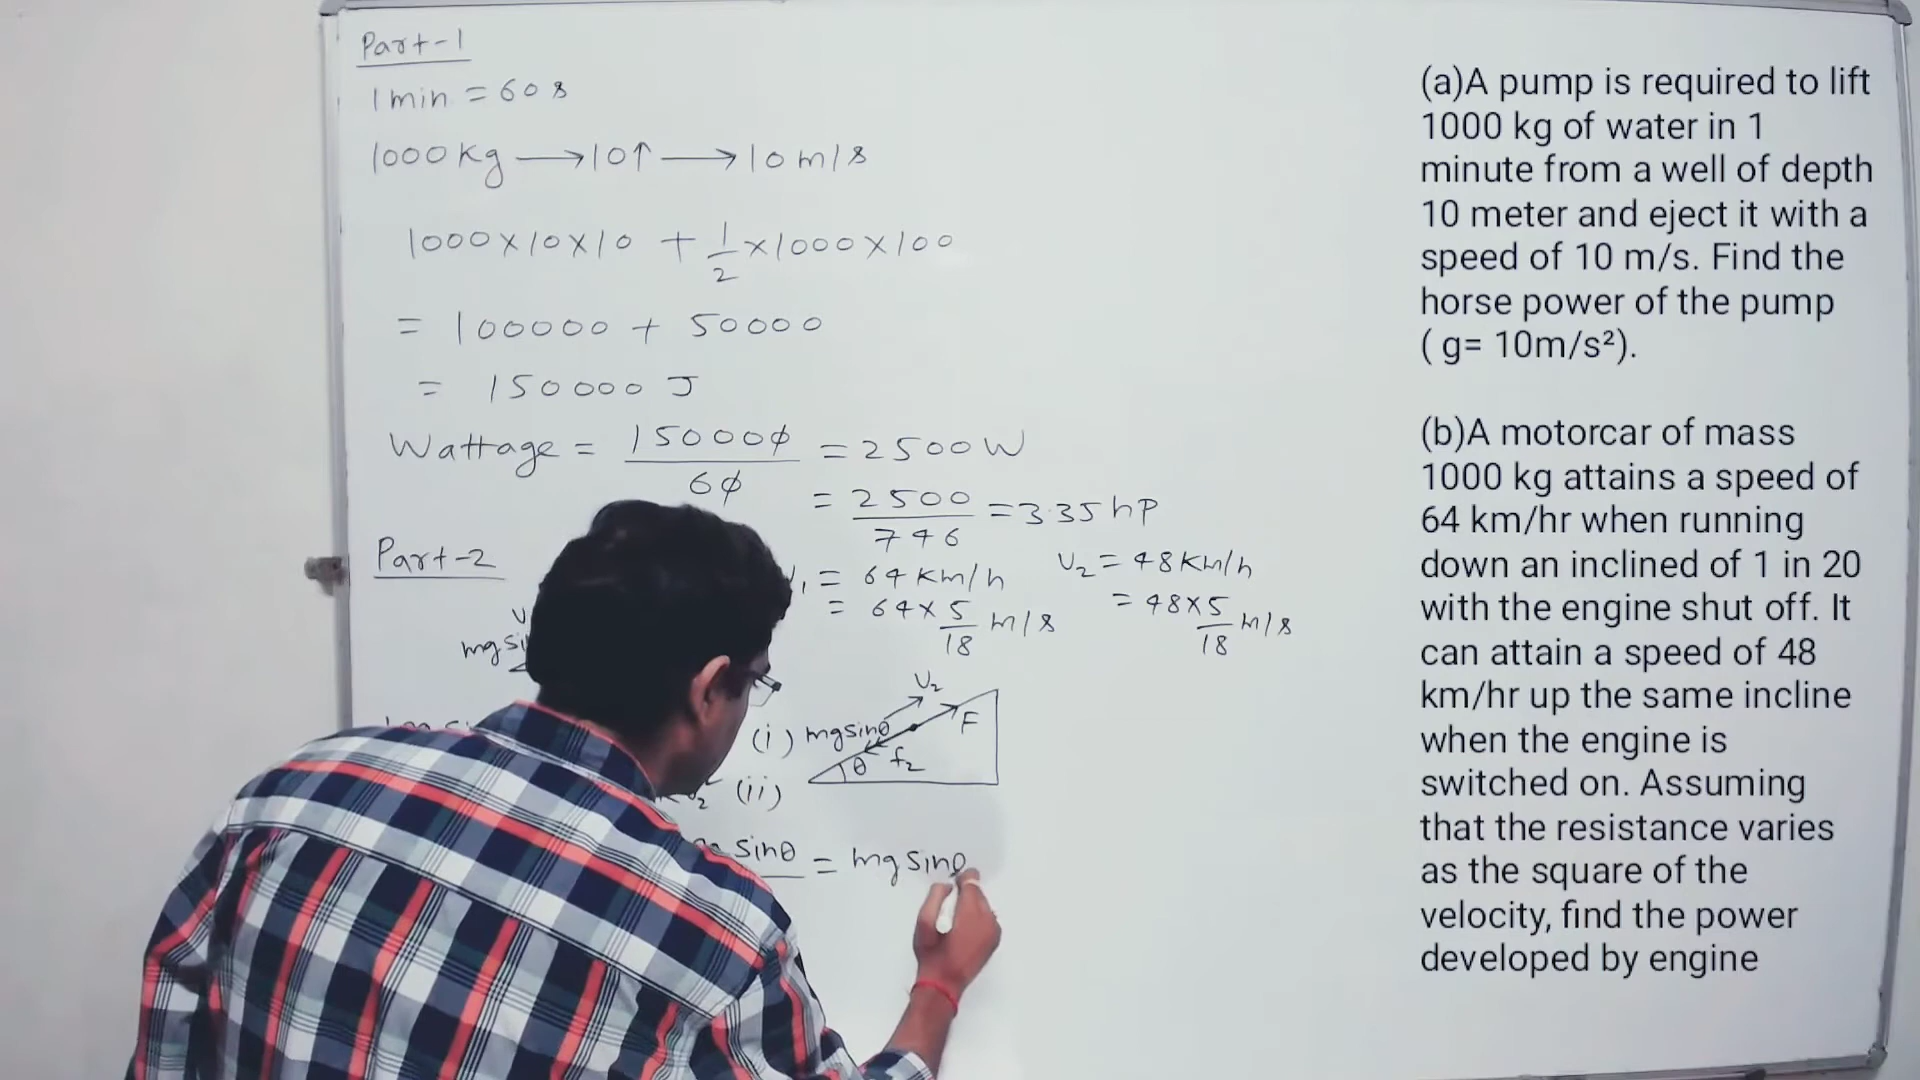 Part-1
1 min = 60 s
1000 kg → 10↑ → 10 m/s
1000 × 10 × 10 + 1/2 × 1000 × 100
= 100000 + 50000
= 150000 J
Wattage = 150000/60 = 2500 W
= 2500/746 = 3.35 hP
Part-2
= 64 km/h
= 64 × 5/18 m/s
v₂ = 48 km/h
= 48 × 5/18 m/s
mg si
(i)
mg sinθ
v₂
F
θ
f₂
(ii)
sinθ = mg sinθ
(a)A pump is required to lift
1000 kg of water in 1
minute from a well of depth
10 meter and eject it with a
speed of 10 m/s. Find the
horse power of the pump
( g= 10m/s²).
(b)A motorcar of mass
1000 kg attains a speed of
64 km/hr when running
down an inclined of 1 in 20
with the engine shut off. It
can attain a speed of 48
km/hr up the same incline
when the engine is
switched on. Assuming
that the resistance varies
as the square of the
velocity, find the power
developed by engine